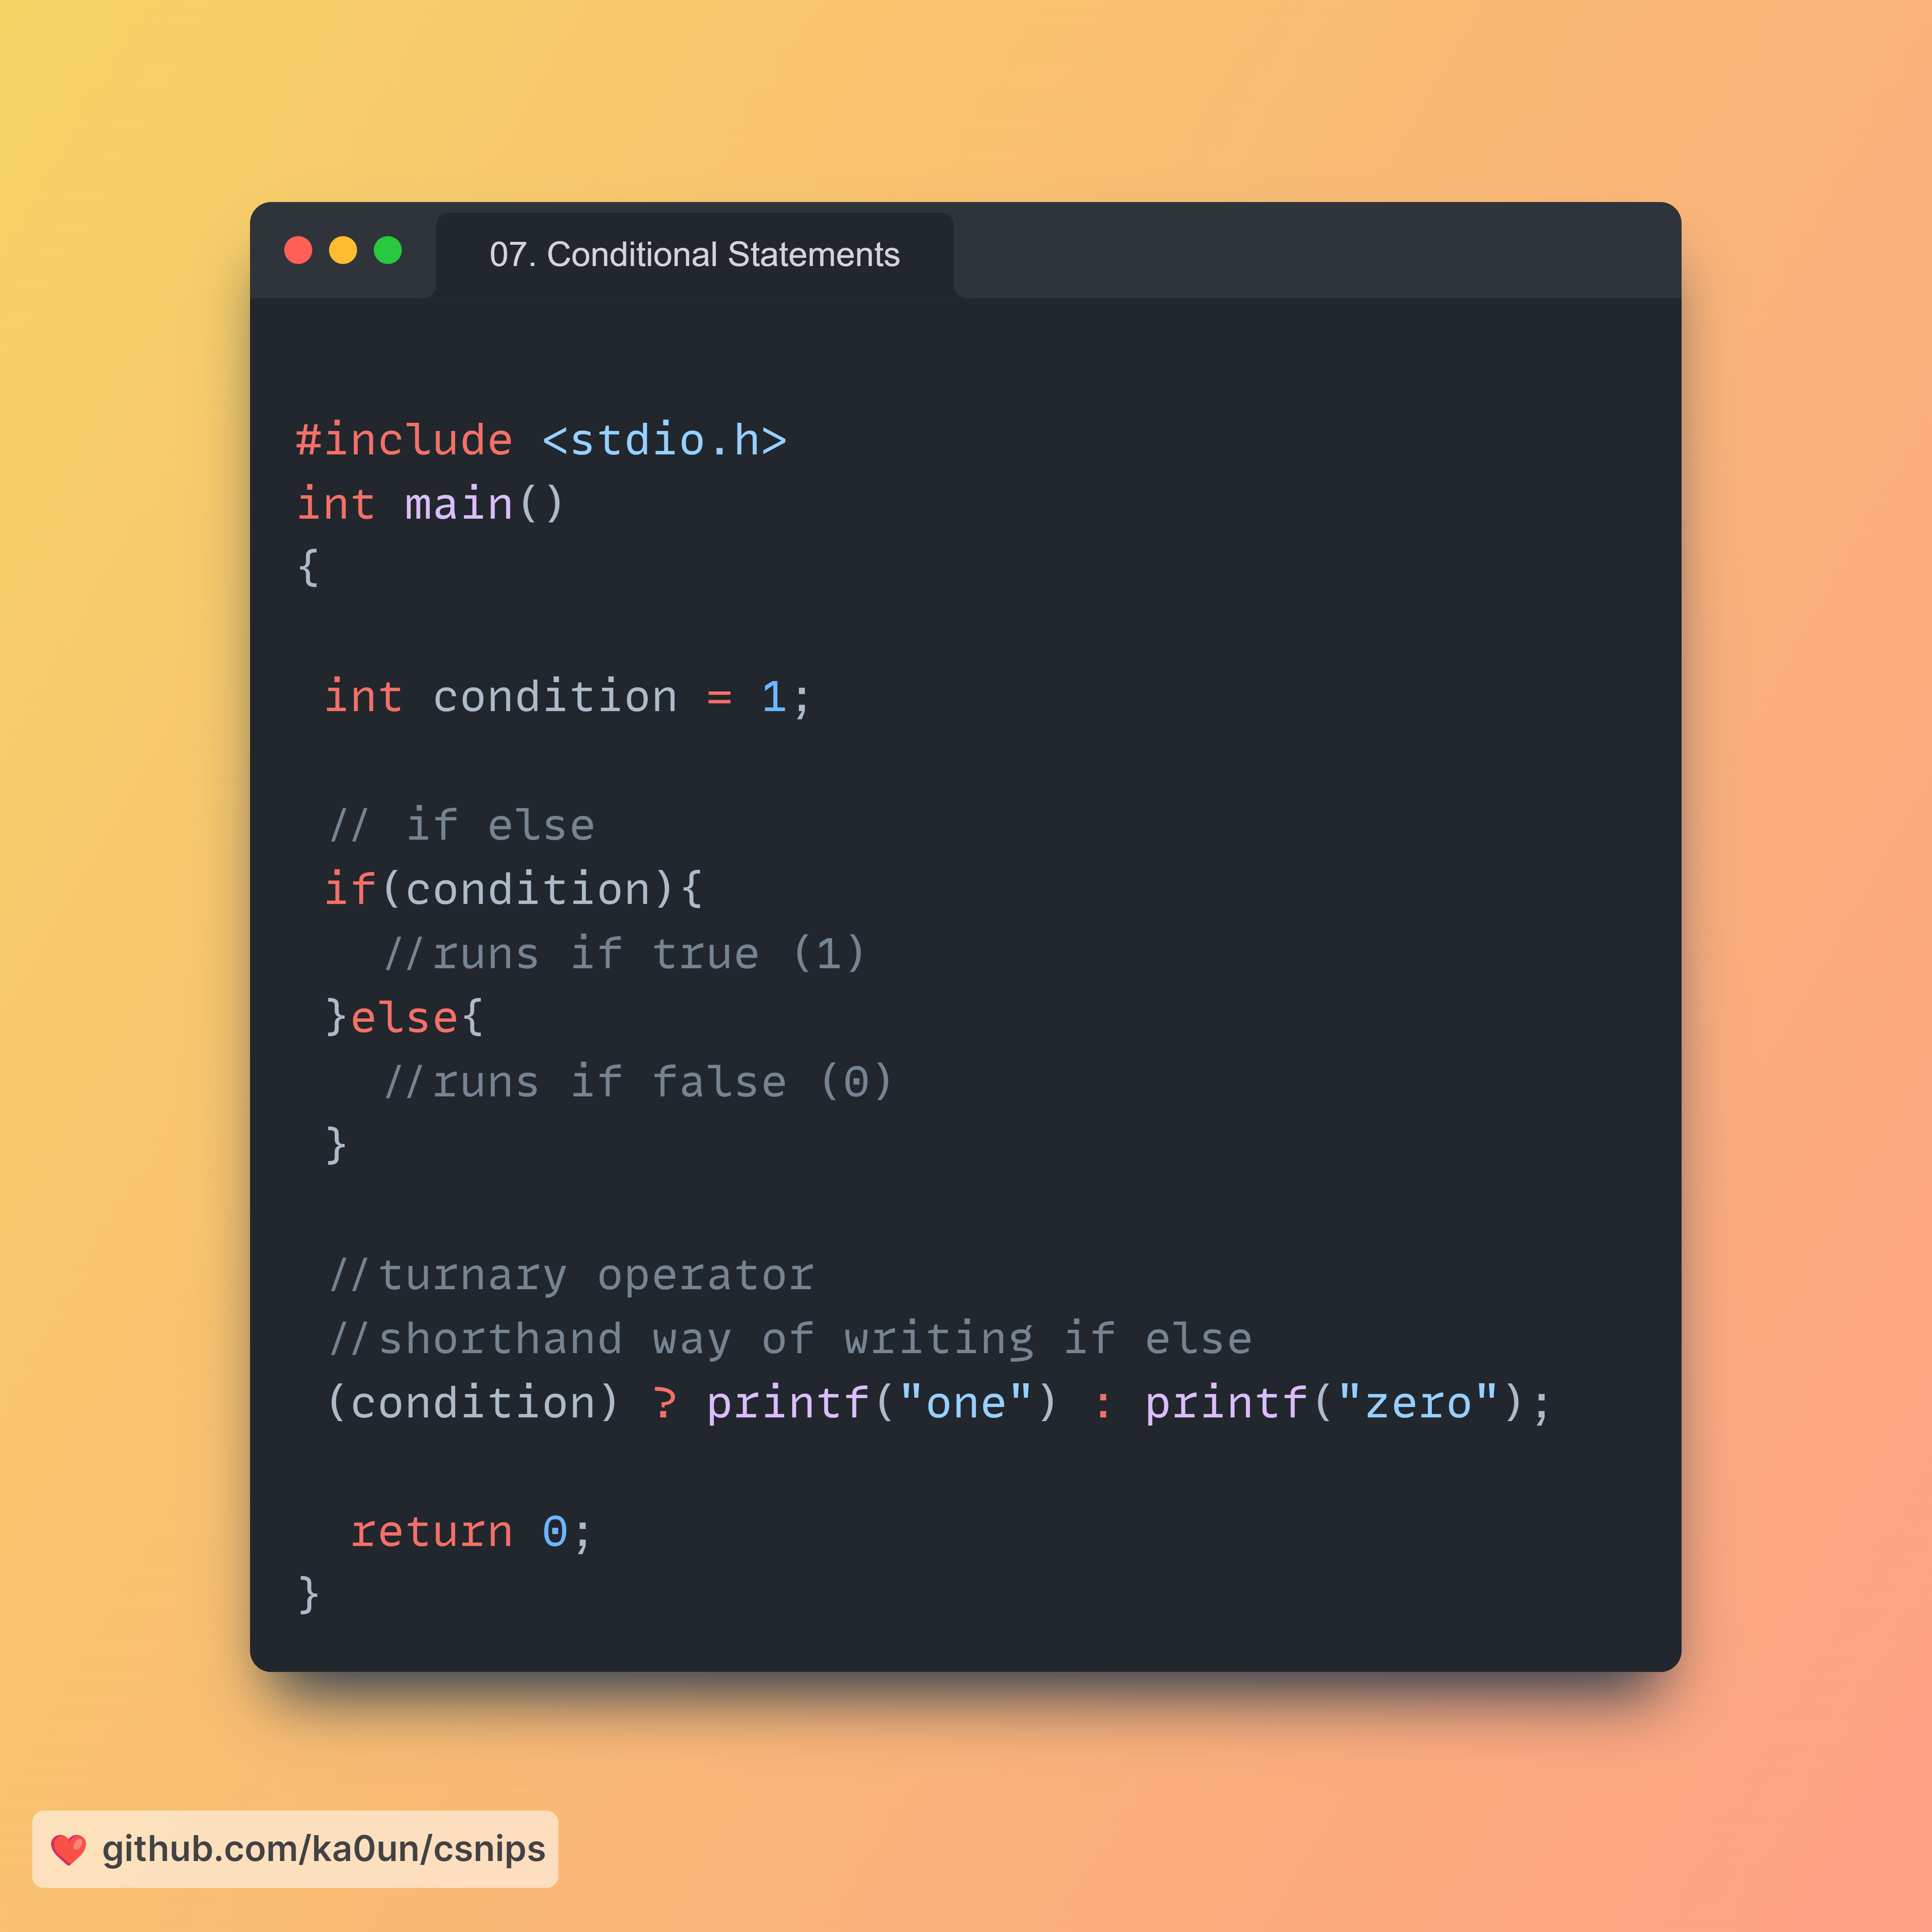 07. Conditional Statements
#include <stdio.h>
int main()
{
int condition = 1;
// if else
if(condition){
//runs if true (1)
}else{
//runs if false (0)
}
//turnary operator
//shorthand way of writing if else
(condition) ? printf("one") : printf("zero");
return 0;
}
github.com/ka0un/csnips